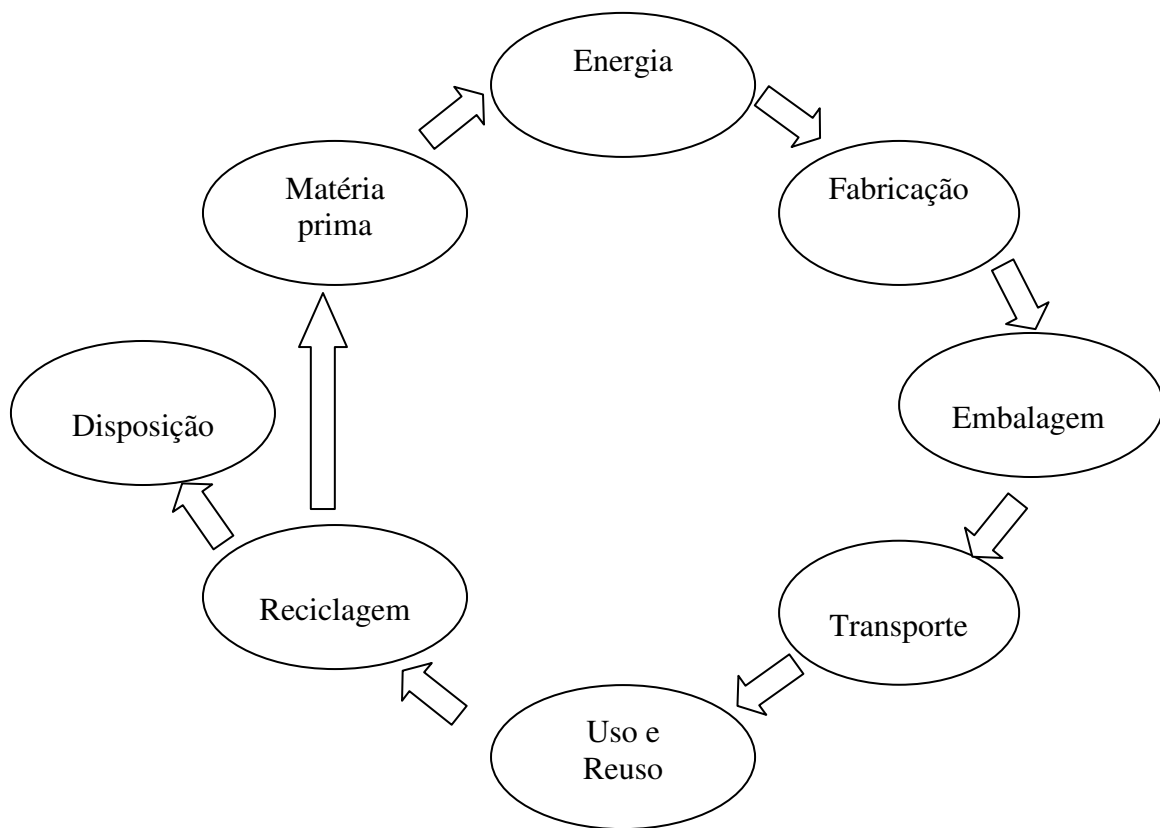 Energia
Matéria
prima
Fabricação
Disposição
Embalagem
Reciclagem
Transporte
Uso e
Reuso